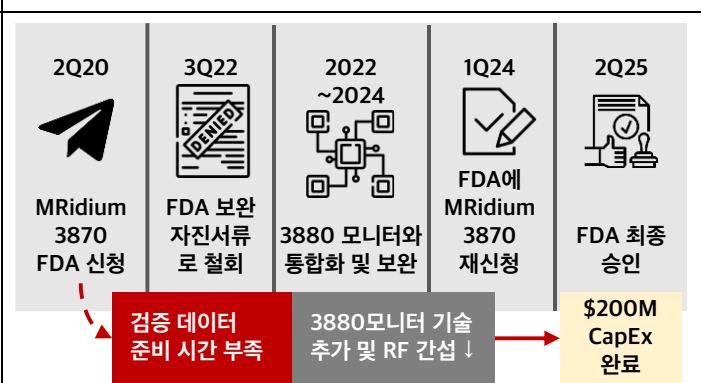 2Q20
MRidium
3870
FDA 신청
3Q22
DENIED
FDA 보완
자진서류
로 철회
2022
~2024
3880 모니터와
통합화 및 보완
1Q24
FDA에
MRidium
3870
재신청
2Q25
FDA 최종
승인
검증 데이터
준비 시간 부족
3880모니터 기술
추가 및 RF 간섭 ↓
$200M
CapEx
완료